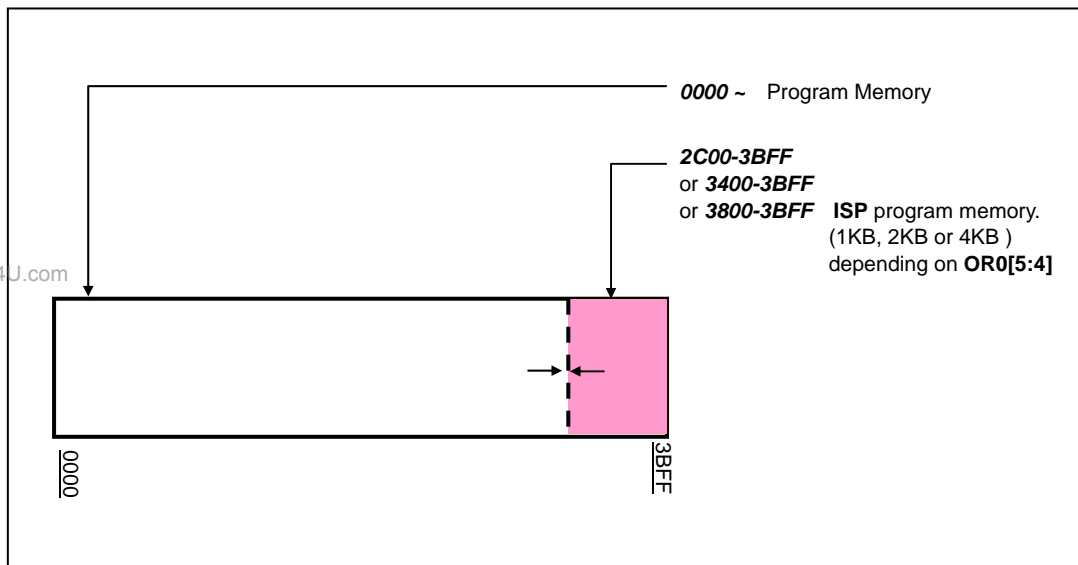 0000 ~ Program Memory
2C00-3BFF
or 3400-3BFF
or 3800-3BFF ISP program memory.
(1KB, 2KB or 4KB )
depending on OR0[5:4]
4U.com
0000
3BFF